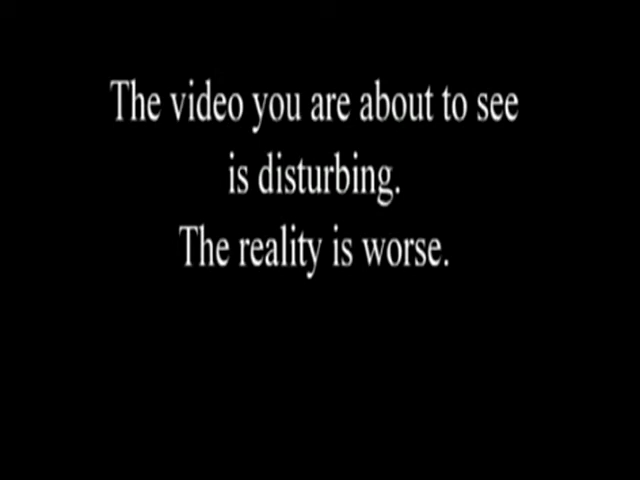 The video you are about to see
is disturbing.
The reality is worse.